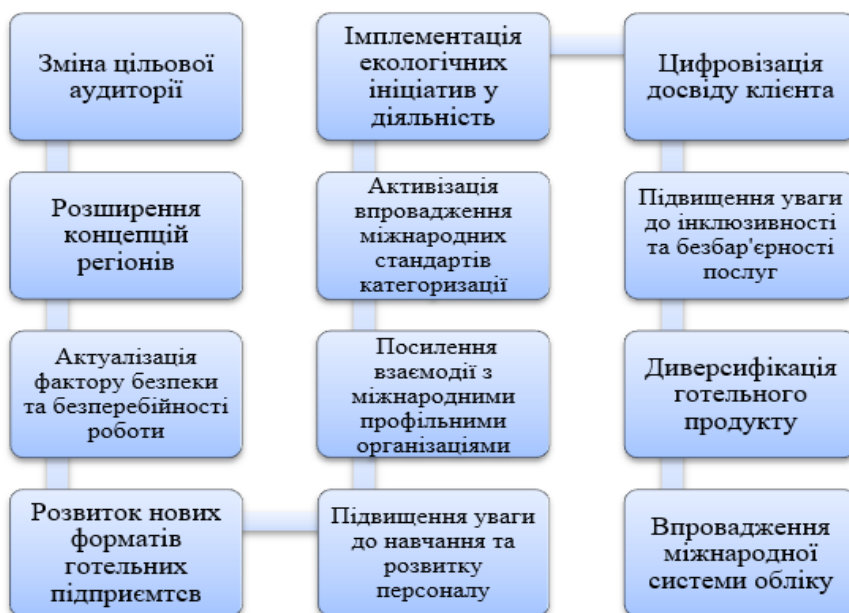 Зміна цільової
аудиторії
Розширення
концепцій
регіонів
Актуалізація
фактору безпеки
та безперебійності
роботи
Розвиток нових
форматів
готельних
підприємтсв
Підвищення уваги
до навчання та
розвитку
персоналу
Посилення
взаємодії з
міжнародними
профільними
організаціями
Активізація
впровадження
міжнародних
стандартів
категоризації
Імплементація
екологічних
ініціатив у
діяльність
Цифровізація
досвіду клієнта
Підвищення уваги
до інклюзивності
та безбар'єрності
послуг
Диверсифікація
готельного
продукту
Впровадження
міжнародної
системи обліку